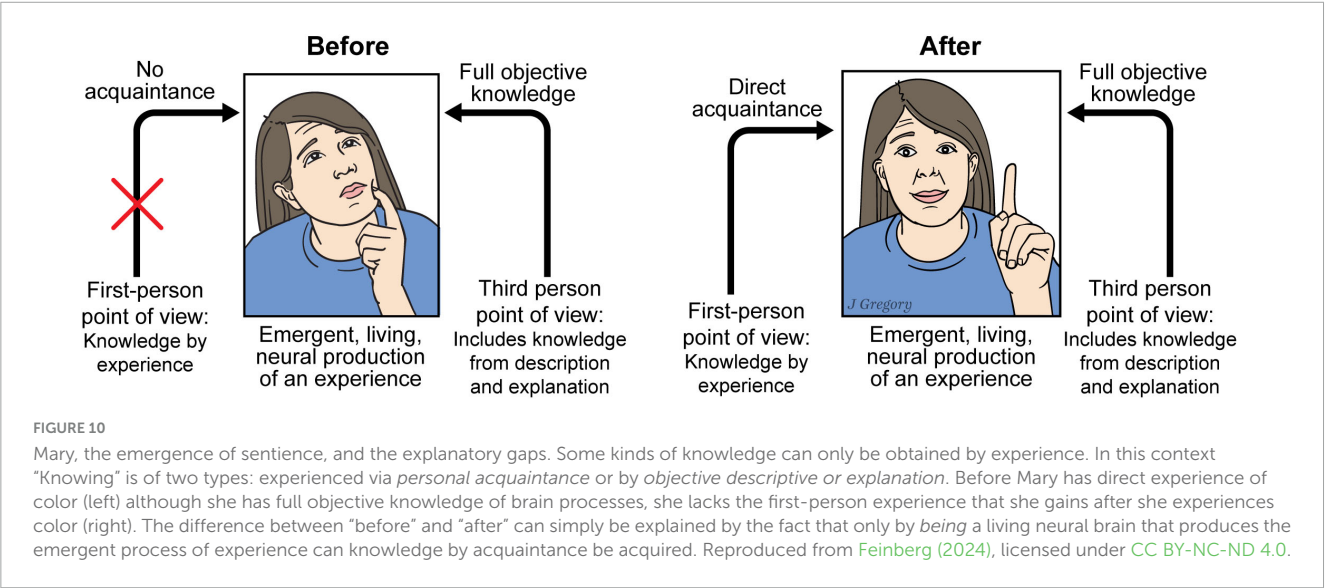 Before
No
acquaintance
Full objective
knowledge
First-person
point of view:
Knowledge by
experience
Emergent, living,
neural production
of an experience
Third person
point of view:
Includes knowledge
from description
and explanation
After
Direct
acquaintance
Full objective
knowledge
J Gregory
First-person
point of view:
Knowledge by
experience
Emergent, living,
neural production
of an experience
Third person
point of view:
Includes knowledge
from description
and explanation
FIGURE 10
Mary, the emergence of sentience, and the explanatory gaps. Some kinds of knowledge can only be obtained by experience. In this context
“Knowing” is of two types: experienced via personal acquaintance or by objective descriptive or explanation. Before Mary has direct experience of
color (left) although she has full objective knowledge of brain processes, she lacks the first-person experience that she gains after she experiences
color (right). The difference between “before” and “after” can simply be explained by the fact that only by being a living neural brain that produces the
emergent process of experience can knowledge by acquaintance be acquired. Reproduced from Feinberg (2024), licensed under CC BY-NC-ND 4.0.